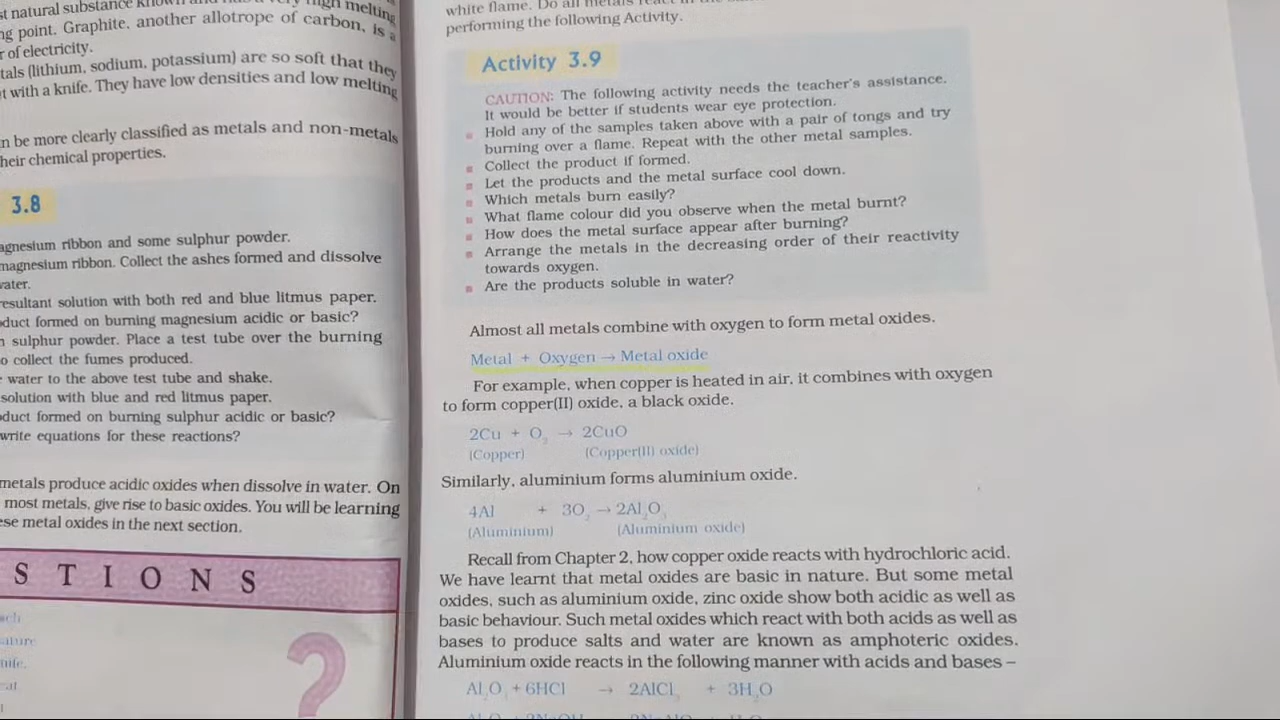 st natural substance known
high melting
ng point. Graphite, another allotrope of carbon, is a
r of electricity.
tals (lithium, sodium, potassium) are so soft that they
t with a knife. They have low densities and low melting
n be more clearly classified as metals and non-metals
heir chemical properties.
3.8
agnesium ribbon and some sulphur powder.
magnesium ribbon. Collect the ashes formed and dissolve
vater.
resultant solution with both red and blue litmus paper.
duct formed on burning magnesium acidic or basic?
n sulphur powder. Place a test tube over the burning
o collect the fumes produced.
water to the above test tube and shake.
solution with blue and red litmus paper.
duct formed on burning sulphur acidic or basic?
write equations for these reactions?
metals produce acidic oxides when dissolve in water. On
most metals, give rise to basic oxides. You will be learning
ese metal oxides in the next section.
S T I O N S
?
white flame. Do all metals react in the
performing the following Activity.
Activity 3.9
CAUTION: The following activity needs the teacher's assistance.
It would be better if students wear eye protection.
Hold any of the samples taken above with a pair of tongs and try
burning over a flame. Repeat with the other metal samples.
Collect the product if formed.
Let the products and the metal surface cool down.
Which metals burn easily?
What flame colour did you observe when the metal burnt?
How does the metal surface appear after burning?
Arrange the metals in the decreasing order of their reactivity
towards oxygen.
Are the products soluble in water?
Almost all metals combine with oxygen to form metal oxides.
Metal + Oxygen → Metal oxide
For example, when copper is heated in air, it combines with oxygen
to form copper(II) oxide, a black oxide.
2Cu + O₂ → 2CuO
(Copper) (Copper(II) oxide)
Similarly, aluminium forms aluminium oxide.
4Al + 3O₂ → 2Al₂O₃
(Aluminium) (Aluminium oxide)
Recall from Chapter 2, how copper oxide reacts with hydrochloric acid.
We have learnt that metal oxides are basic in nature. But some metal
oxides, such as aluminium oxide, zinc oxide show both acidic as well as
basic behaviour. Such metal oxides which react with both acids as well as
bases to produce salts and water are known as amphoteric oxides.
Aluminium oxide reacts in the following manner with acids and bases –
Al₂O₃ + 6HCl → 2AlCl₃ + 3H₂O